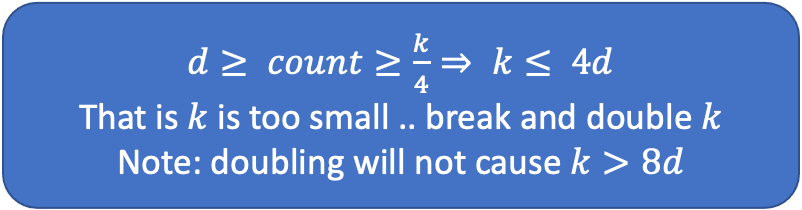 d ≥ count ≥ k/4 ⇒ k ≤ 4d
That is k is too small .. break and double k
Note: doubling will not cause k > 8d